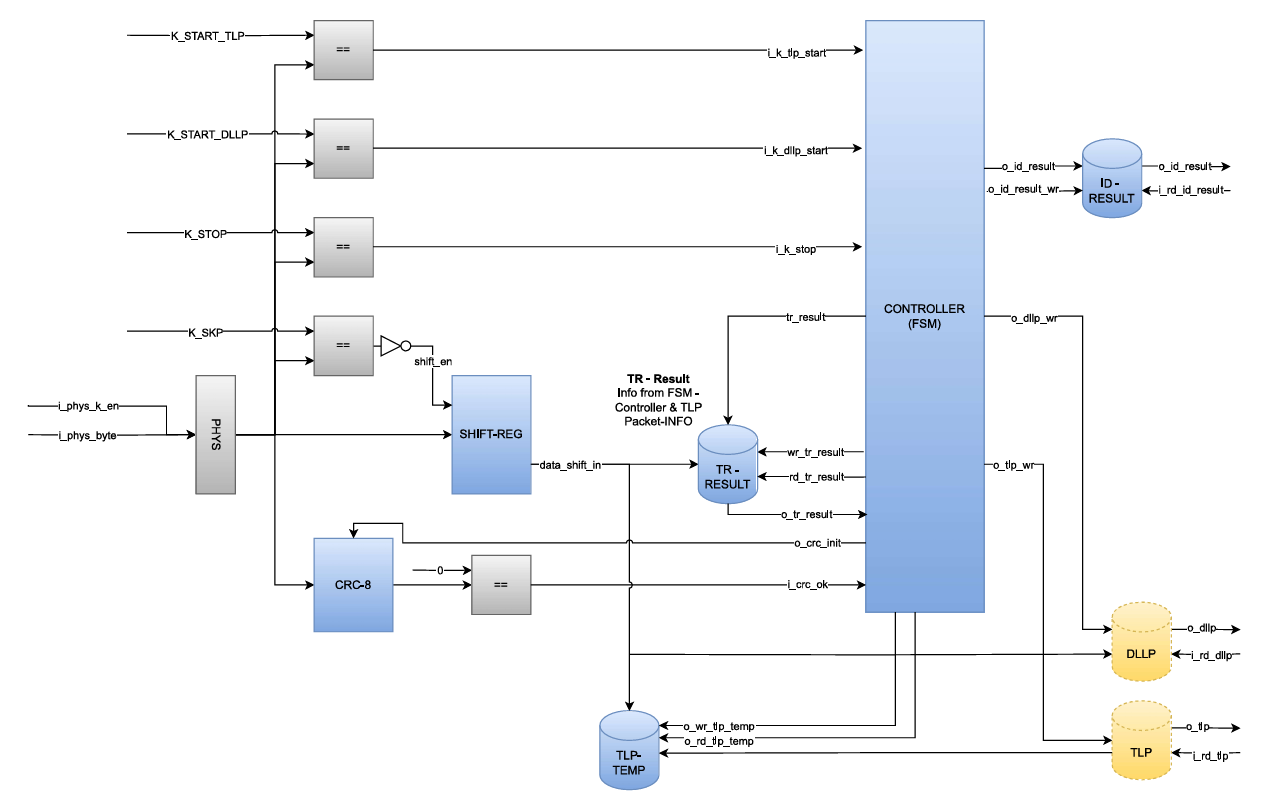 K_START_TLP
==
i_k_tlp_start
K_START_DLLP
==
i_k_dllp_start
K_STOP
==
i_k_stop
K_SKP
==
shift_en
i_phys_k_en
i_phys_byte
PHYS
SHIFT-REG
data_shift_in
CRC-8
0
==
i_crc_ok
o_crc_init
TR - Result
Info from FSM -
Controller & TLP
Packet-INFO
tr_result
TR -
RESULT
wr_tr_result
rd_tr_result
o_tr_result
CONTROLLER
(FSM)
o_id_result
o_id_result_wr
ID -
RESULT
o_id_result
i_rd_id_result
o_dllp_wr
o_tlp_wr
DLLP
o_dllp
i_rd_dllp
TLP-
TEMP
o_wr_tlp_temp
o_rd_tlp_temp
TLP
o_tlp
i_rd_tlp